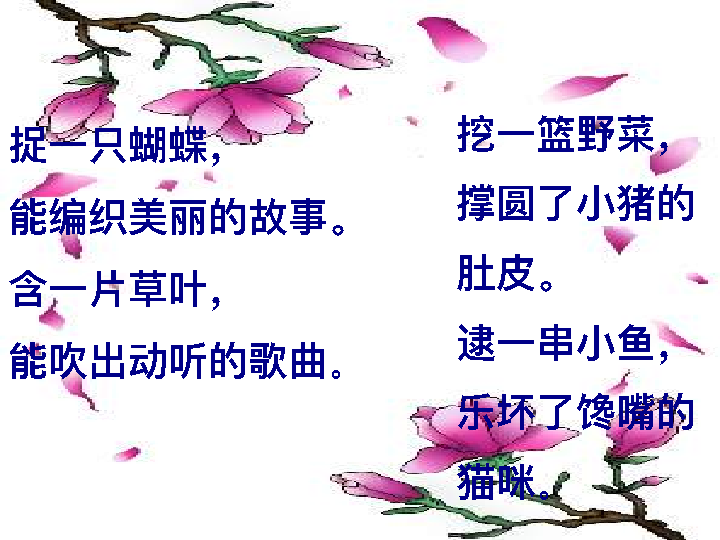 捉一只蝴蝶，
能编织美丽的故事。
含一片草叶，
能吹出动听的歌曲。
挖一篮野菜，
撑圆了小猪的
肚皮。
逮一串小鱼，
乐坏了馋嘴的
猫咪。